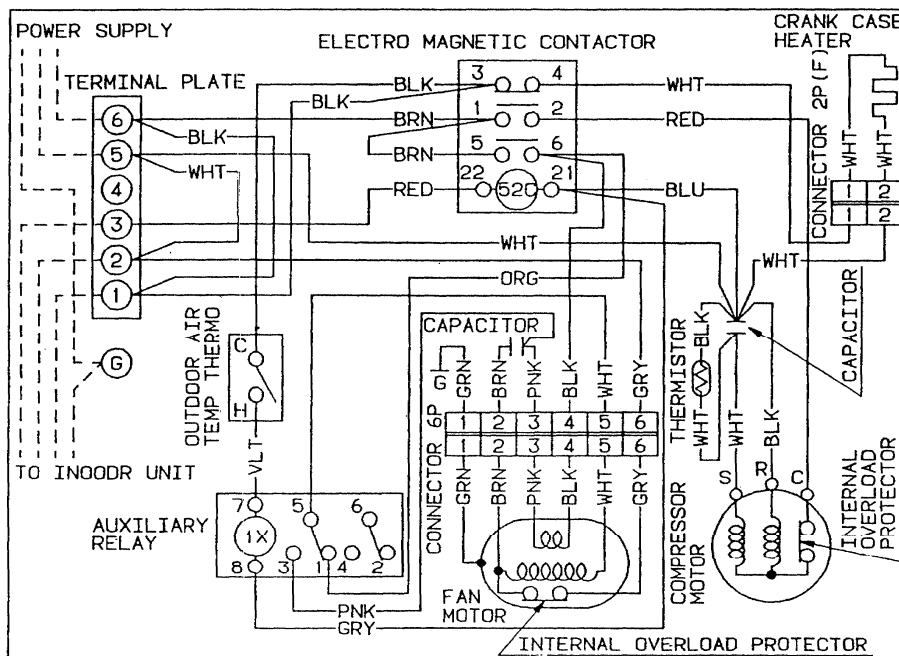 POWER SUPPLY
ELECTRO MAGNETIC CONTACTOR
CRANK CASE
HEATER
TERMINAL PLATE
BLK
BLK
3
4
WHT
CONNECTOR 2P(F)
6
BRN
1
2
RED
BLK
WHT
WHT
5
BRN
5
6
WHT
4
RED
22
52C
21
BLU
1
2
1
2
3
WHT
WHT
2
ORG
1
OUTDOOR AIR
TEMP THERMO
C
H
CAPACITOR
THERMISTOR
BLK
WHT
CAPACITOR
G
G
GRN
BRN
PNK
BLK
WHT
GRY
WHT
BLK
CONNECTOR 6P
1
2
3
4
5
6
1
2
3
4
5
6
TO INOODR UNIT
VLT
GRN
BRN
PNK
BLK
WHT
GRY
S
R
C
AUXILIARY
RELAY
7
5
6
1X
8
3
1
4
2
COMPRESSOR
MOTOR
INTERNAL
OVERLOAD
PROTECTOR
PNK
GRY
FAN
MOTOR
INTERNAL OVERLOAD PROTECTOR